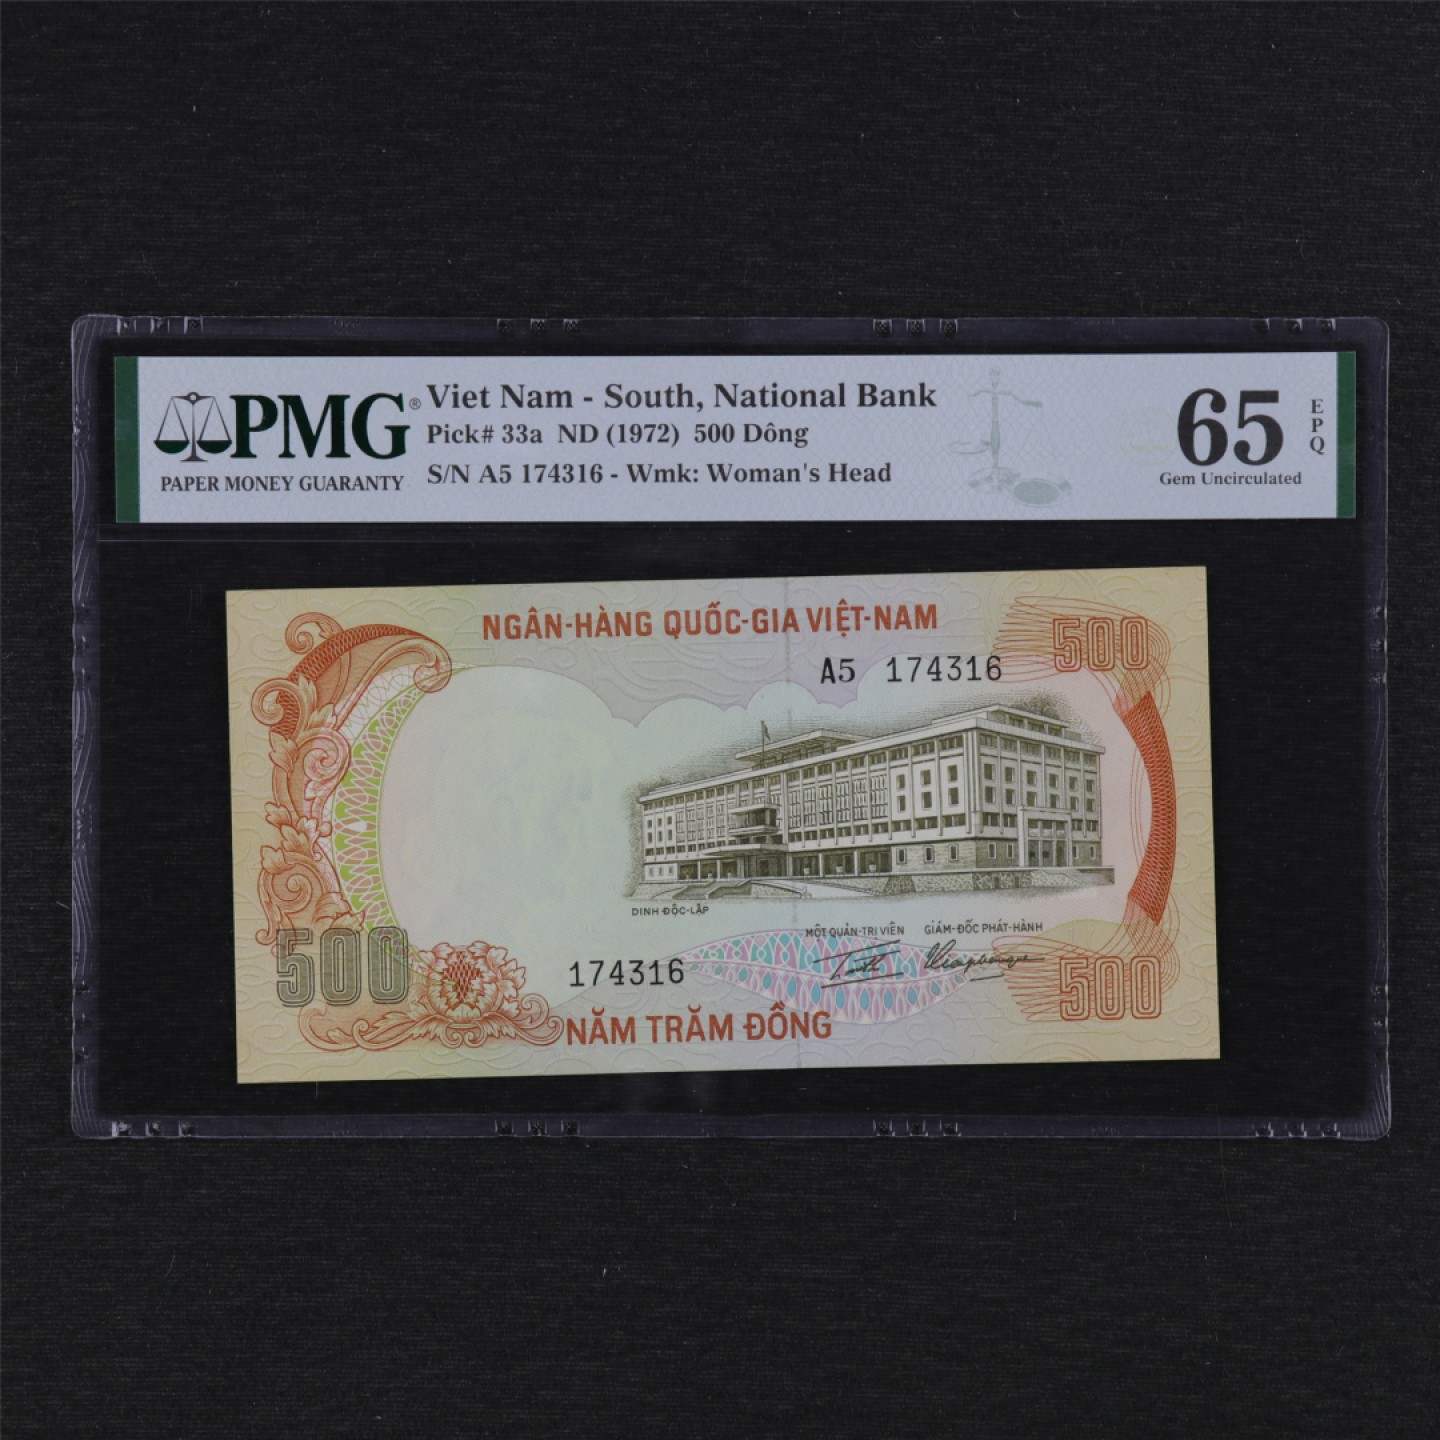 PMG®
PAPER MONEY GUARANTY
Viet Nam - South, National Bank
Pick# 33a ND (1972) 500 Dông
S/N A5 174316 - Wmk: Woman's Head
65
EPQ
Gem Uncirculated
NGÂN-HÀNG QUỐC-GIA VIỆT-NAM
500
A5 174316
DINH ĐỘC-LẬP
MỘT QUẢN-TRỊ VIÊN GIÁM-ĐỐC PHÁT-HÀNH
500
174316
500
NĂM TRĂM ĐỒNG